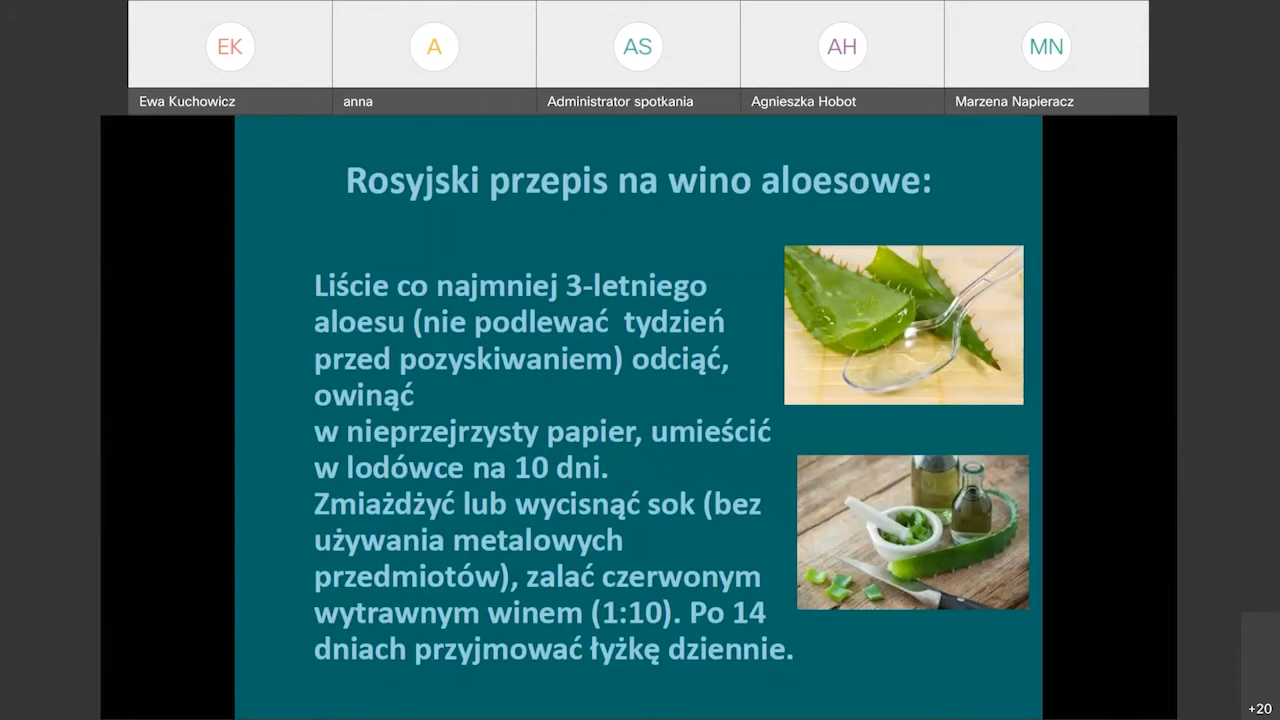 EK
A
AS
AH
MN
Ewa Kuchowicz
anna
Administrator spotkania
Agnieszka Hobot
Marzena Napieracz
Rosyjski przepis na wino aloesowe:
Liście co najmniej 3-letniego
aloesu (nie podlewać tydzień
przed pozyskiwaniem) odciąć,
owinąć
w nieprzejrzysty papier, umieścić
w lodówce na 10 dni.
Zmiażdżyć lub wycisnąć sok (bez
używania metalowych
przedmiotów), zalać czerwonym
wytrawnym winem (1:10). Po 14
dniach przyjmować łyżkę dziennie.
+20